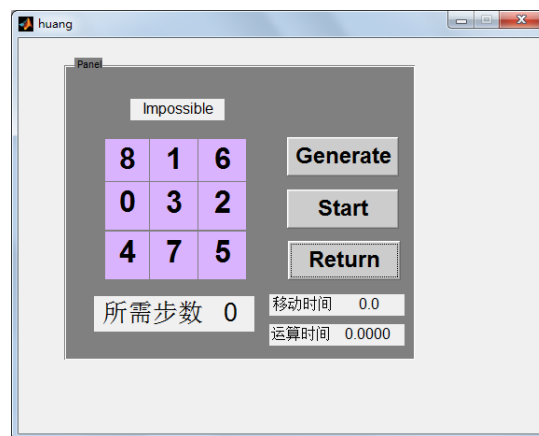 huang
Panel
Impossible
8 1 6
0 3 2
4 7 5
Generate
Start
Return
所需步数 0
移动时间 0.0
运算时间 0.0000